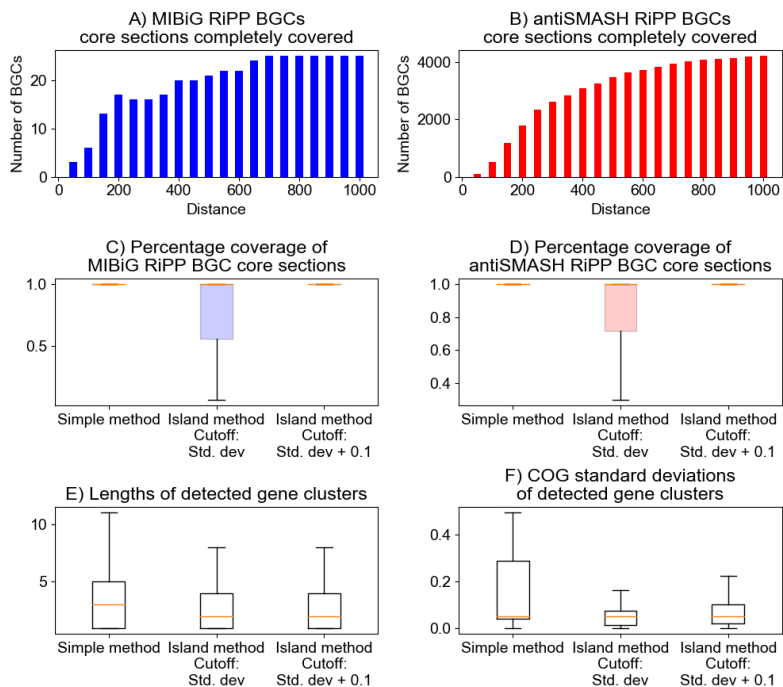 A) MIBiG RiPP BGCs
core sections completely covered
Number of BGCs
20
10
0
0 200 400 600 800 1000
Distance
B) antiSMASH RiPP BGCs
core sections completely covered
Number of BGCs
4000
2000
0
0 200 400 600 800 1000
Distance
C) Percentage coverage of
MIBiG RiPP BGC core sections
1.0
0.5
Simple method Island method Island method
Cutoff: Cutoff:
Std. dev Std. dev + 0.1
D) Percentage coverage of
antiSMASH RiPP BGC core sections
1.0
0.8
0.6
0.4
Simple method Island method Island method
Cutoff: Cutoff:
Std. dev Std. dev + 0.1
E) Lengths of detected gene clusters
10
5
Simple method Island method Island method
Cutoff: Cutoff:
Std. dev Std. dev + 0.1
F) COG standard deviations
of detected gene clusters
0.4
0.2
0.0
Simple method Island method Island method
Cutoff: Cutoff:
Std. dev Std. dev + 0.1